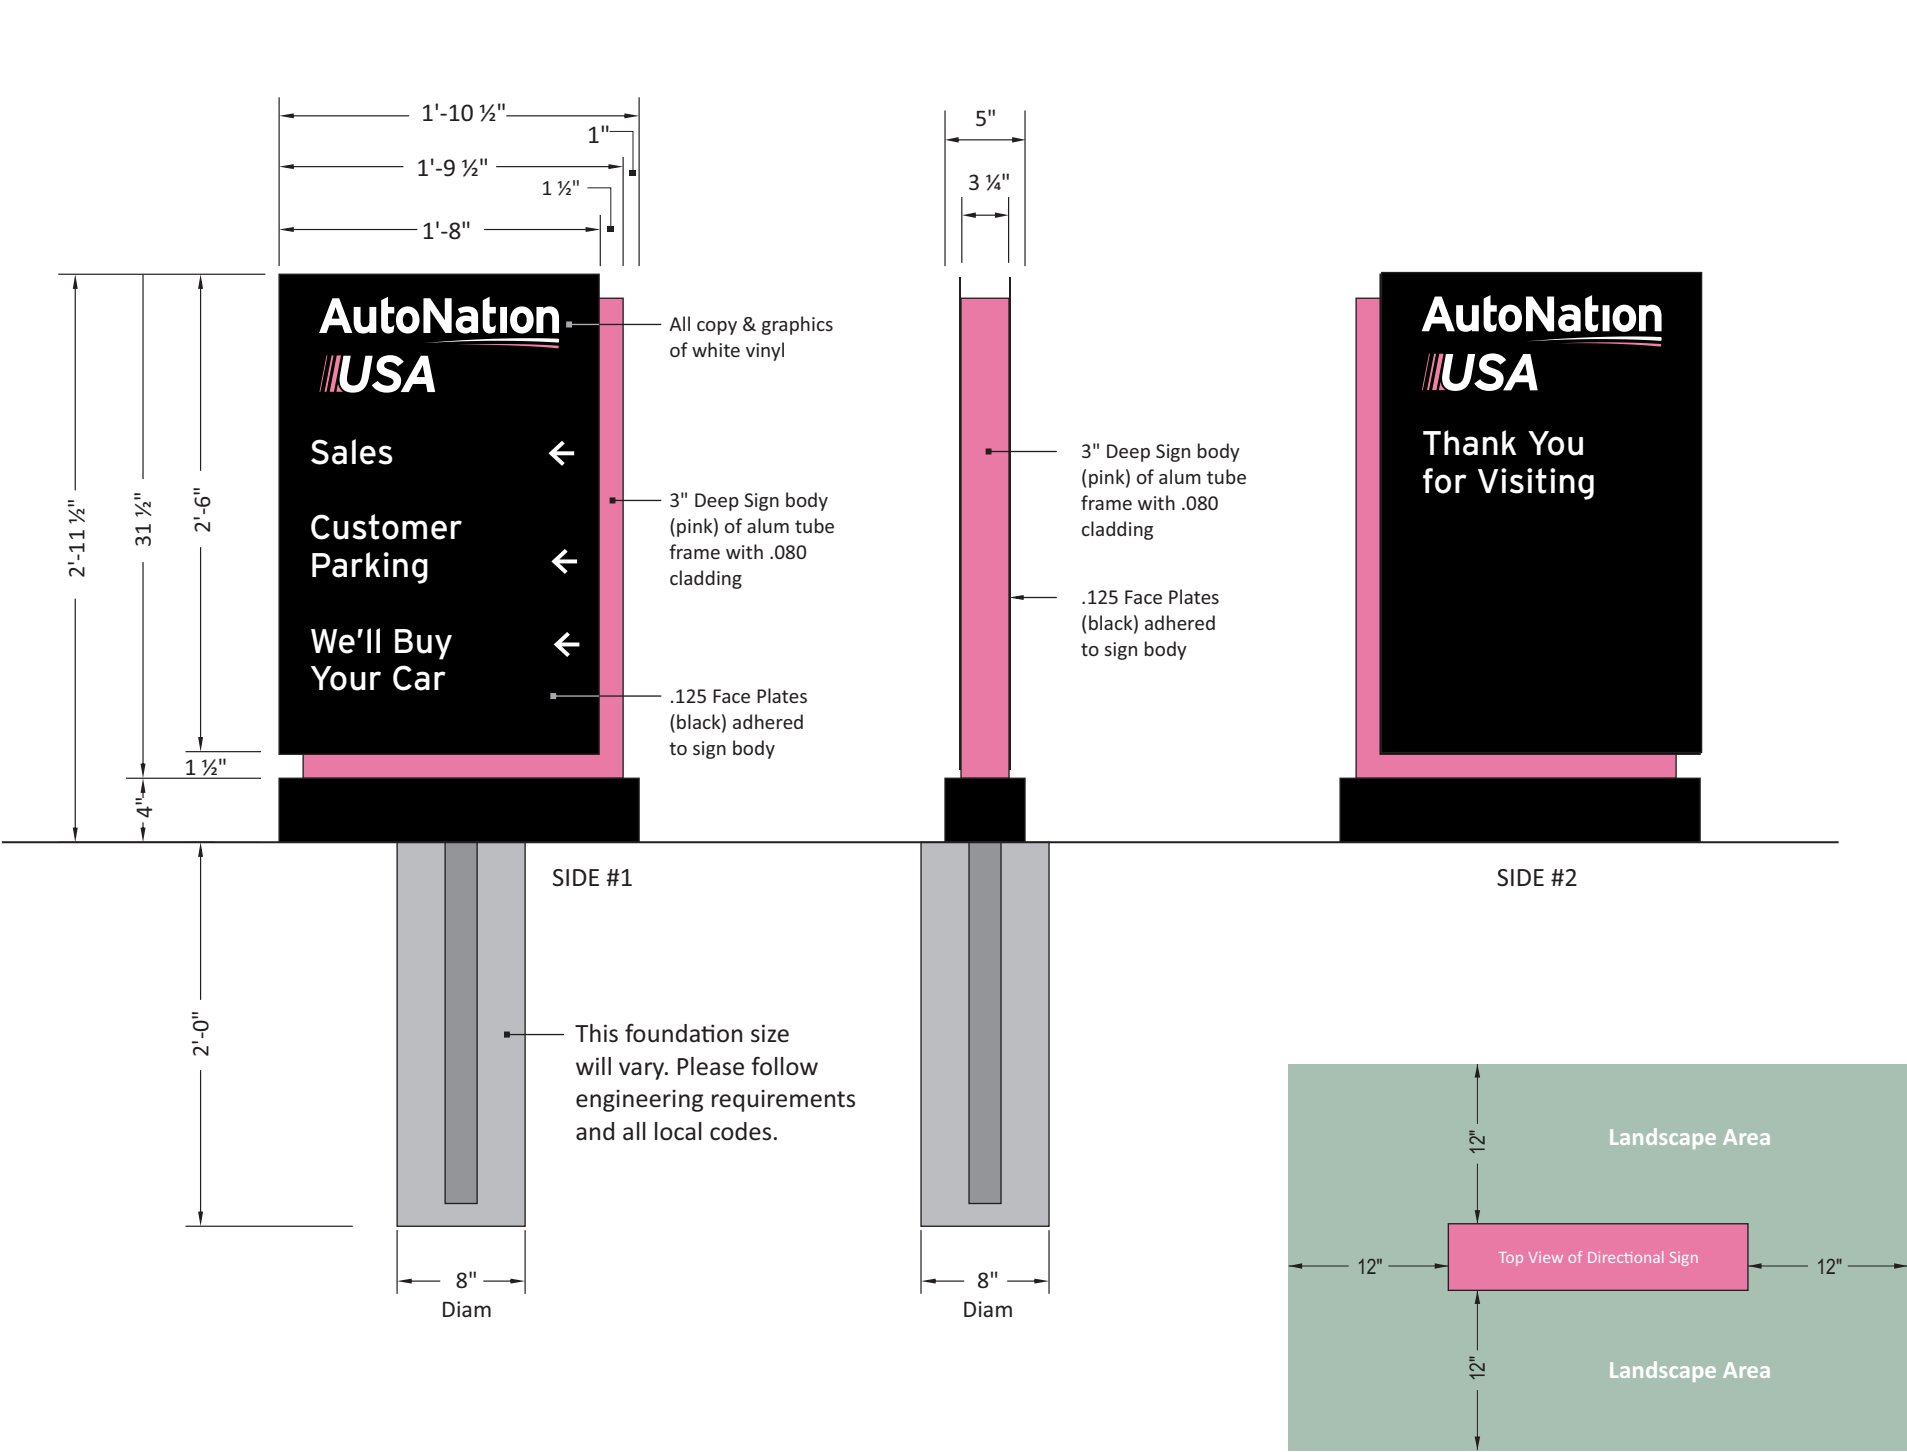 1'-10 ½"
1"
1'-9 ½"
1 ½"
1'-8"
5"
3 ¼"
2'-11 ½"
31 ½"
2'-6"
1 ½"
4"
2'-0"
AutoNation
USA
Sales ←
Customer
Parking ←
We'll Buy ←
Your Car
All copy & graphics
of white vinyl
3" Deep Sign body
(pink) of alum tube
frame with .080
cladding
.125 Face Plates
(black) adhered
to sign body
3" Deep Sign body
(pink) of alum tube
frame with .080
cladding
.125 Face Plates
(black) adhered
to sign body
AutoNation
USA
Thank You
for Visiting
SIDE #1
SIDE #2
This foundation size
will vary. Please follow
engineering requirements
and all local codes.
8"
Diam
8"
Diam
12"
Landscape Area
12"
Top View of Directional Sign
12"
12"
Landscape Area